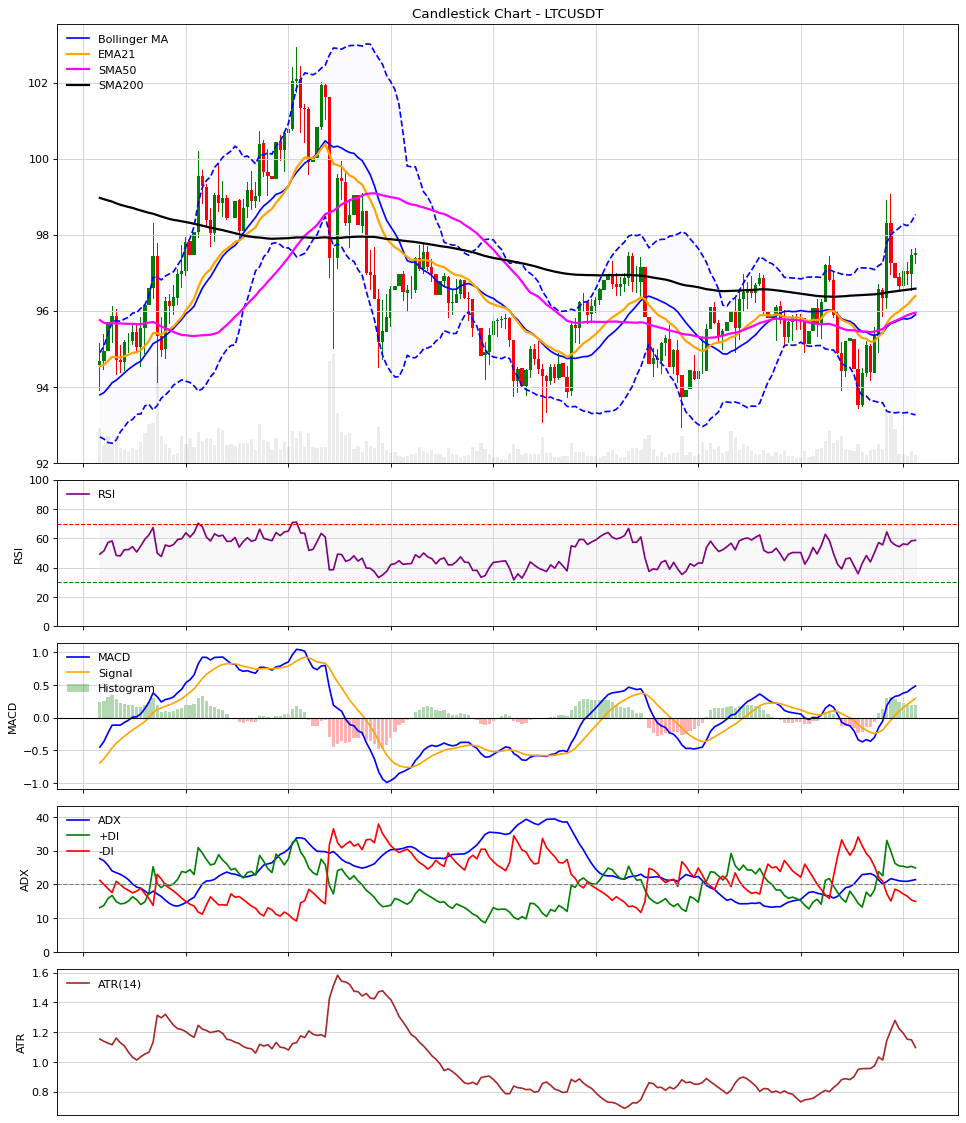 Candlestick Chart - LTCUSDT
Bollinger MA
EMA21
SMA50
SMA200
102
100
98
96
94
92
100
80
60
40
20
0
RSI
RSI
1.0
0.5
0.0
−0.5
−1.0
MACD
MACD
Signal
Histogram
40
30
20
10
0
ADX
ADX
+DI
-DI
1.6
1.4
1.2
1.0
0.8
ATR
ATR(14)